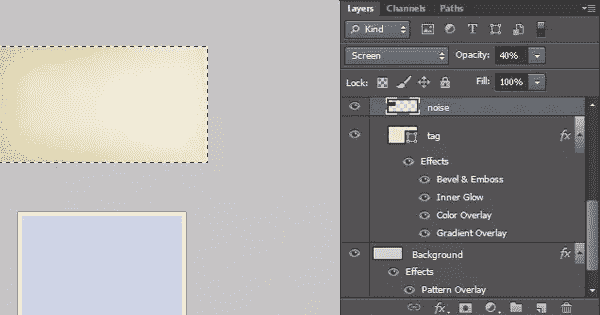 Layers Channels Paths
Kind
Screen Opacity: 40%
Lock: Fill: 100%
noise
tag fx
Effects
Bevel & Emboss
Inner Glow
Color Overlay
Gradient Overlay
Background fx
Effects
Pattern Overlay
fx